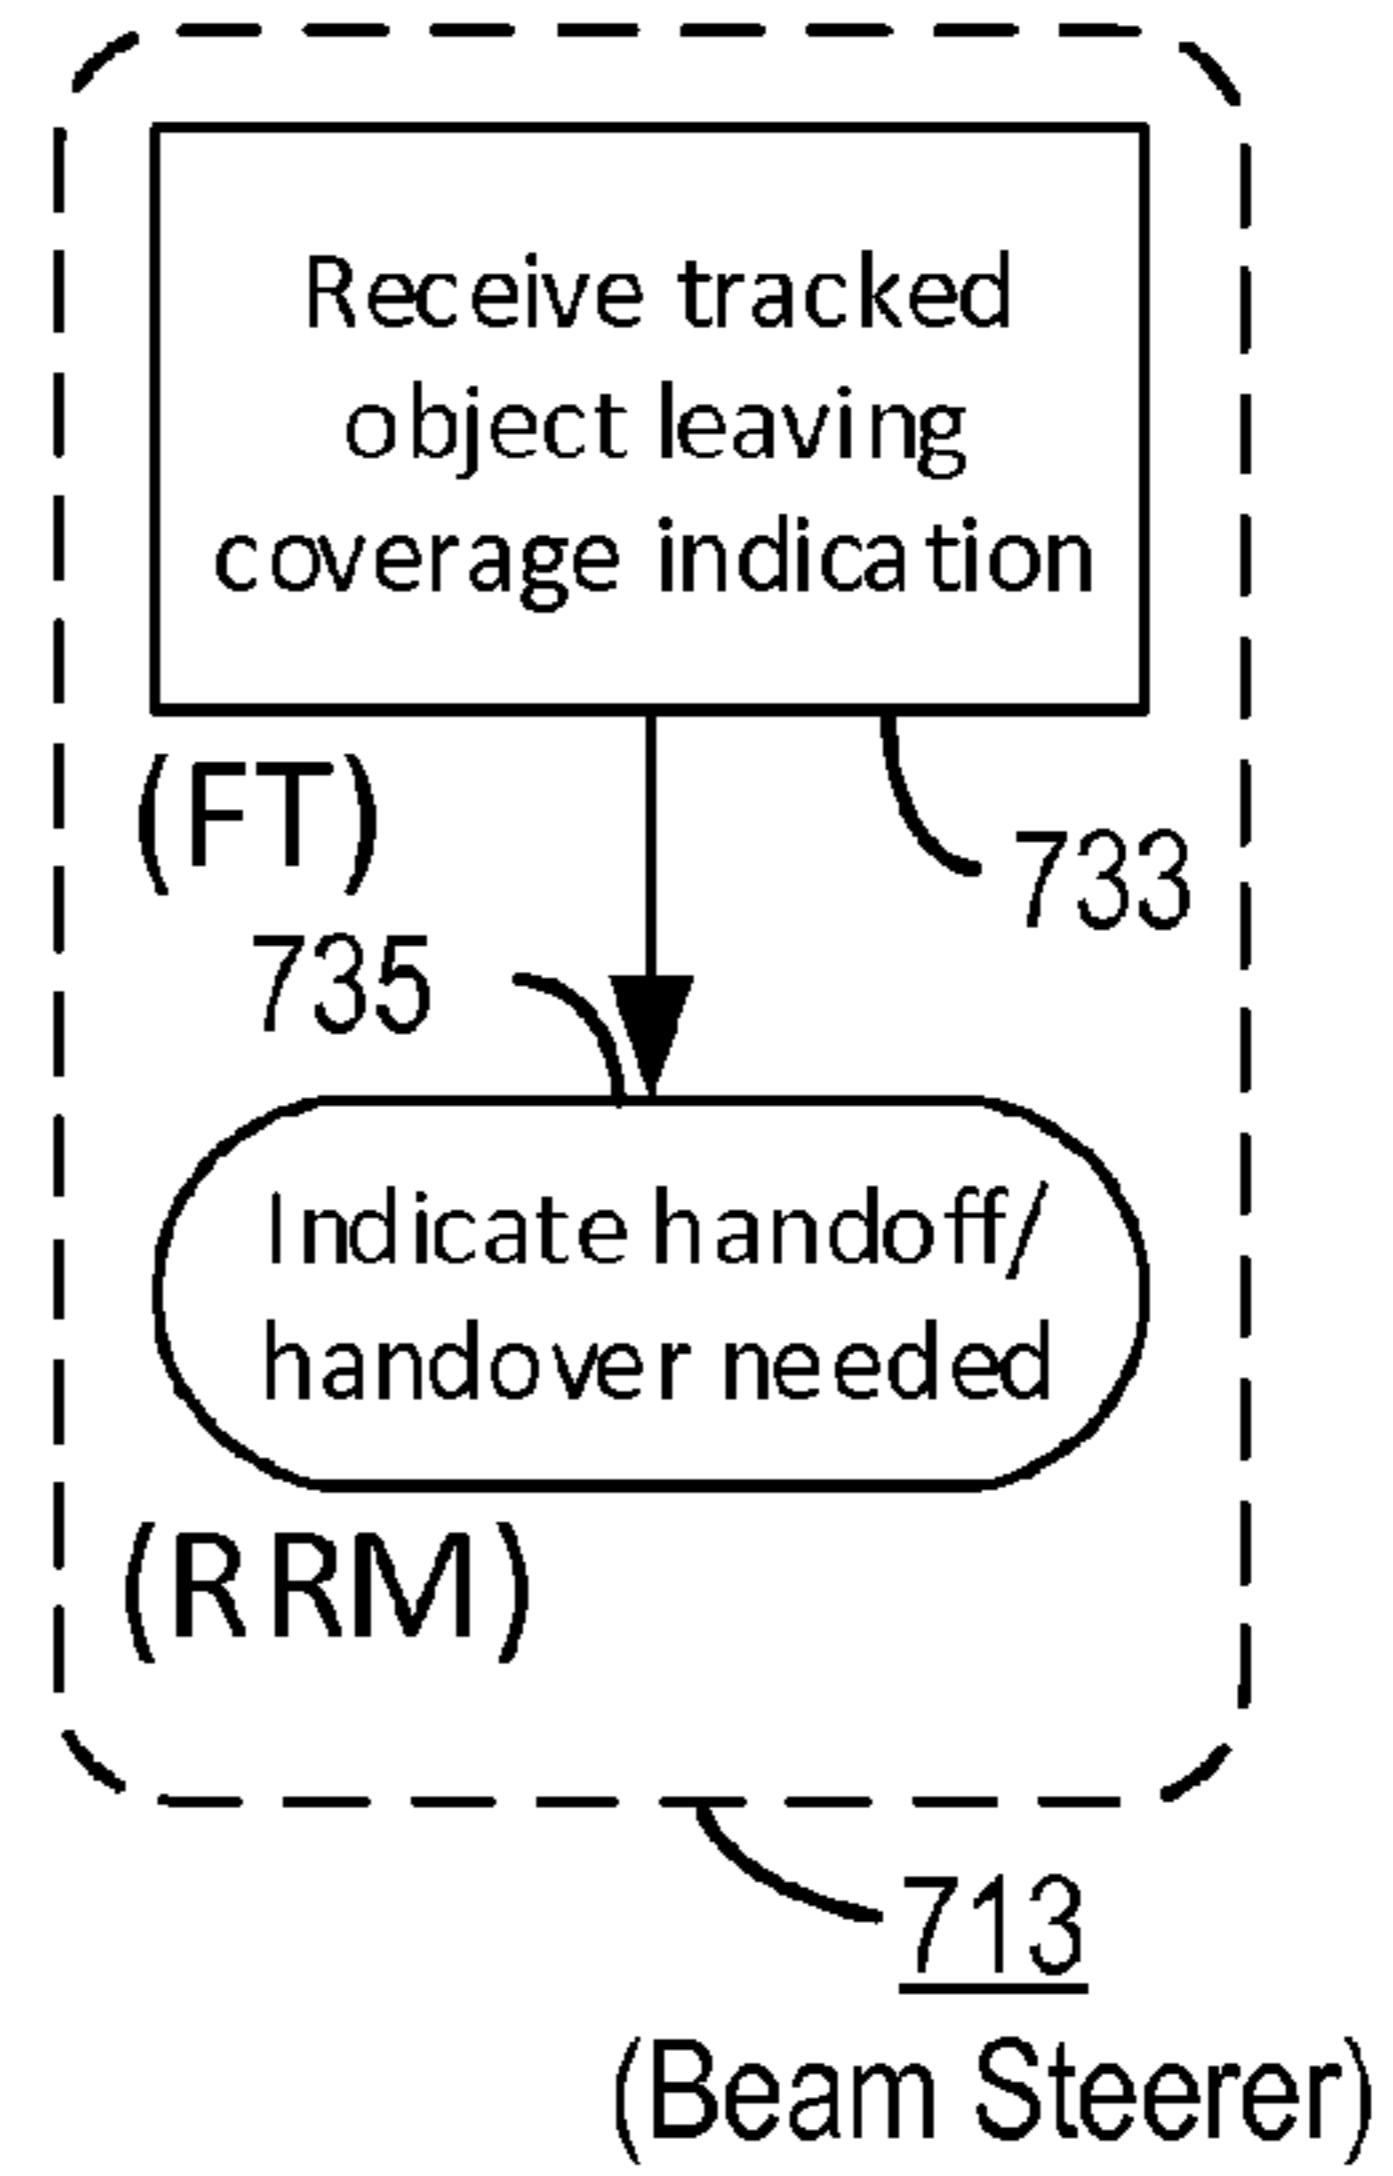 Receive tracked
object leaving
coverage indication
(FT)
733
735
Indicate handoff/
handover needed
(RRM)
713
(Beam Steerer)